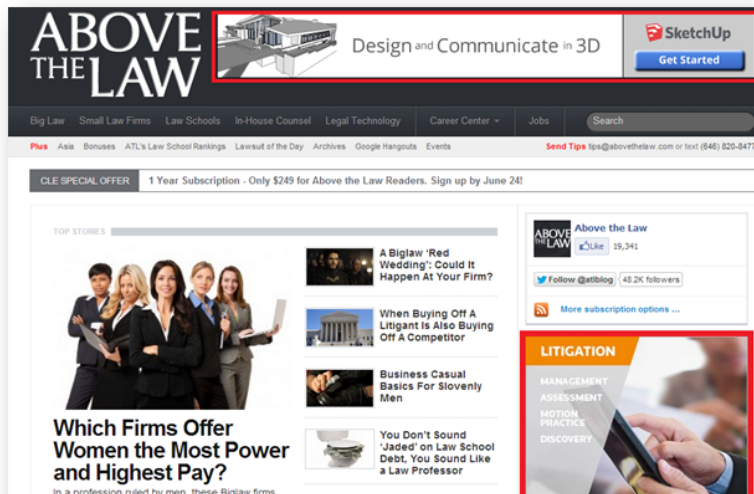 ABOVE
THE LAW
Design and Communicate in 3D
SketchUp
Get Started
Big Law Small Law Firms Law Schools In-House Counsel Legal Technology Career Center Jobs Search
Plus Asia Bonuses ATL's Law School Rankings Lawsuit of the Day Archives Google Hangouts Events Send Tips tips@abovethelaw.com or text (646) 820-8477
CLE SPECIAL OFFER 1 Year Subscription - Only $249 for Above the Law Readers. Sign up by June 24!
TOP STORIES
Which Firms Offer
Women the Most Power
and Highest Pay?
In a profession ruled by men, these Biglaw firms
A Biglaw ‘Red
Wedding’: Could It
Happen At Your Firm?
When Buying Off A
Litigant Is Also Buying
Off A Competitor
Business Casual
Basics For Slovenly
Men
You Don’t Sound
‘Jaded’ on Law School
Debt, You Sound Like
a Law Professor
ABOVE
THE LAW
Above the Law
Like 19,341
Follow @atlblog 48.2K followers
More subscription options ...
LITIGATION
MANAGEMENT
ASSESSMENT
MOTION
PRACTICE
DISCOVERY